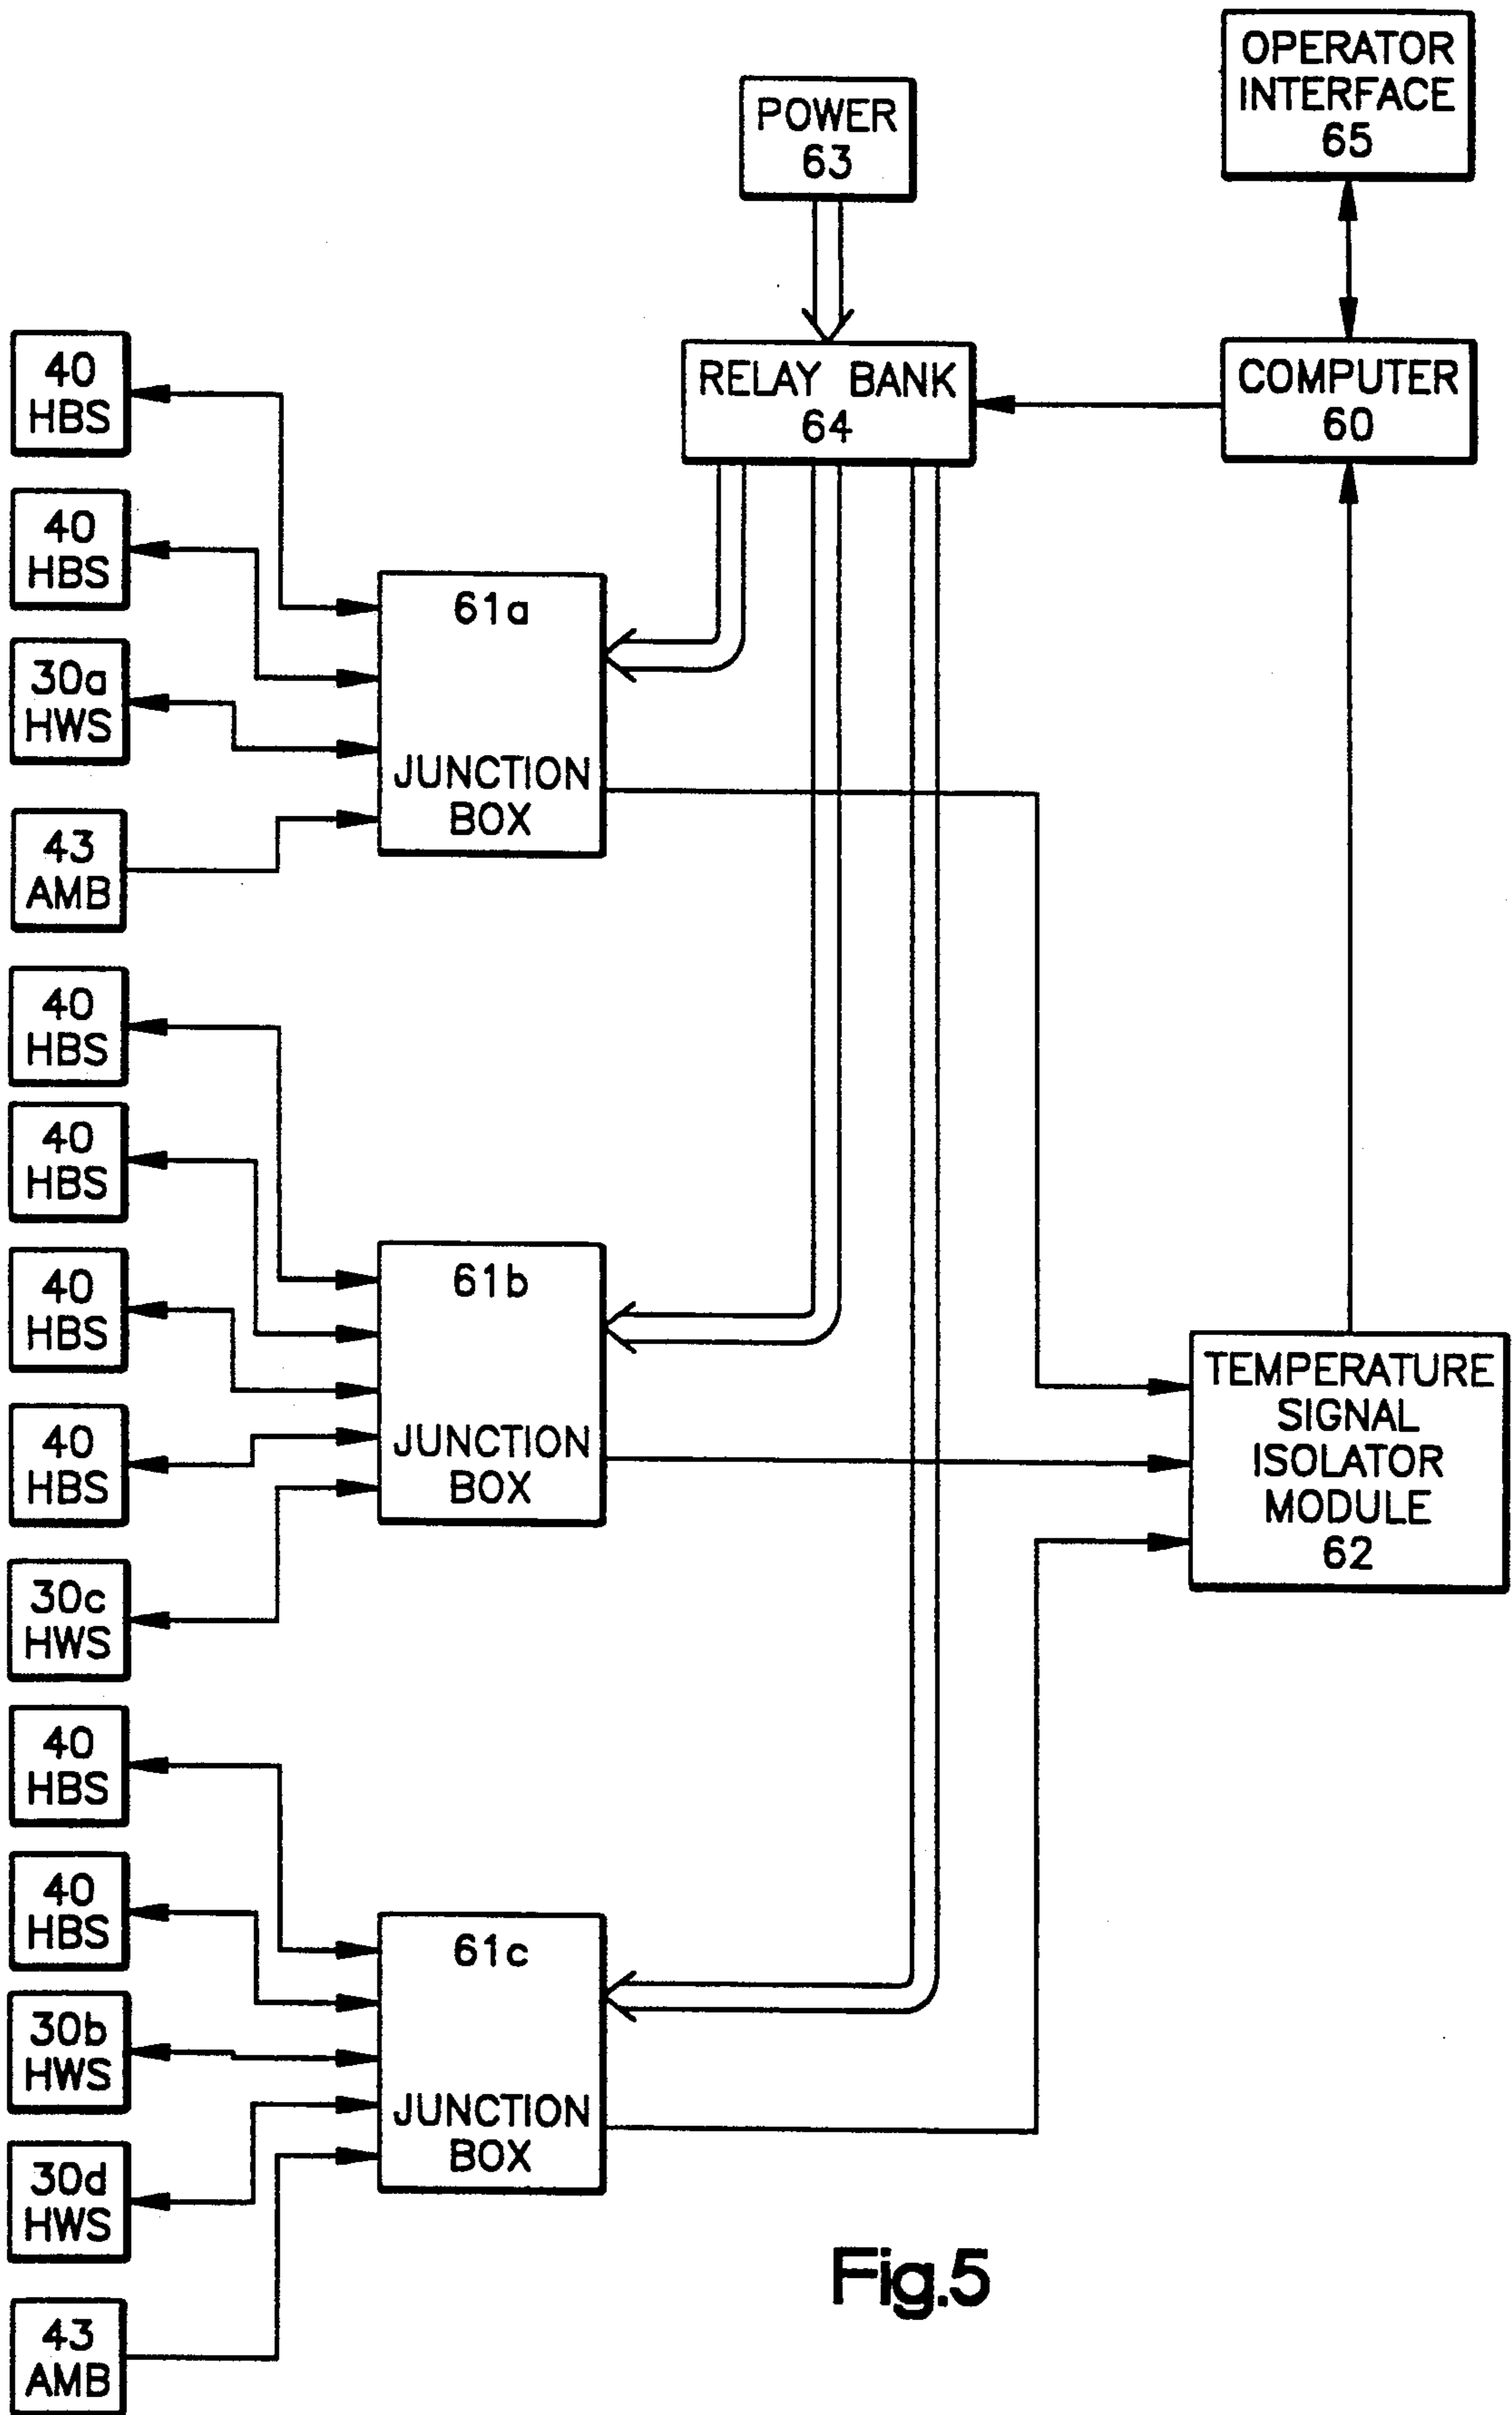 OPERATOR
INTERFACE
65
POWER
63
RELAY BANK
64
COMPUTER
60
40
HBS
40
HBS
30a
HWS
43
AMB
61a
JUNCTION
BOX
40
HBS
40
HBS
40
HBS
40
HBS
30c
HWS
61b
JUNCTION
BOX
TEMPERATURE
SIGNAL
ISOLATOR
MODULE
62
40
HBS
40
HBS
30b
HWS
30d
HWS
43
AMB
61c
JUNCTION
BOX
Fig.5